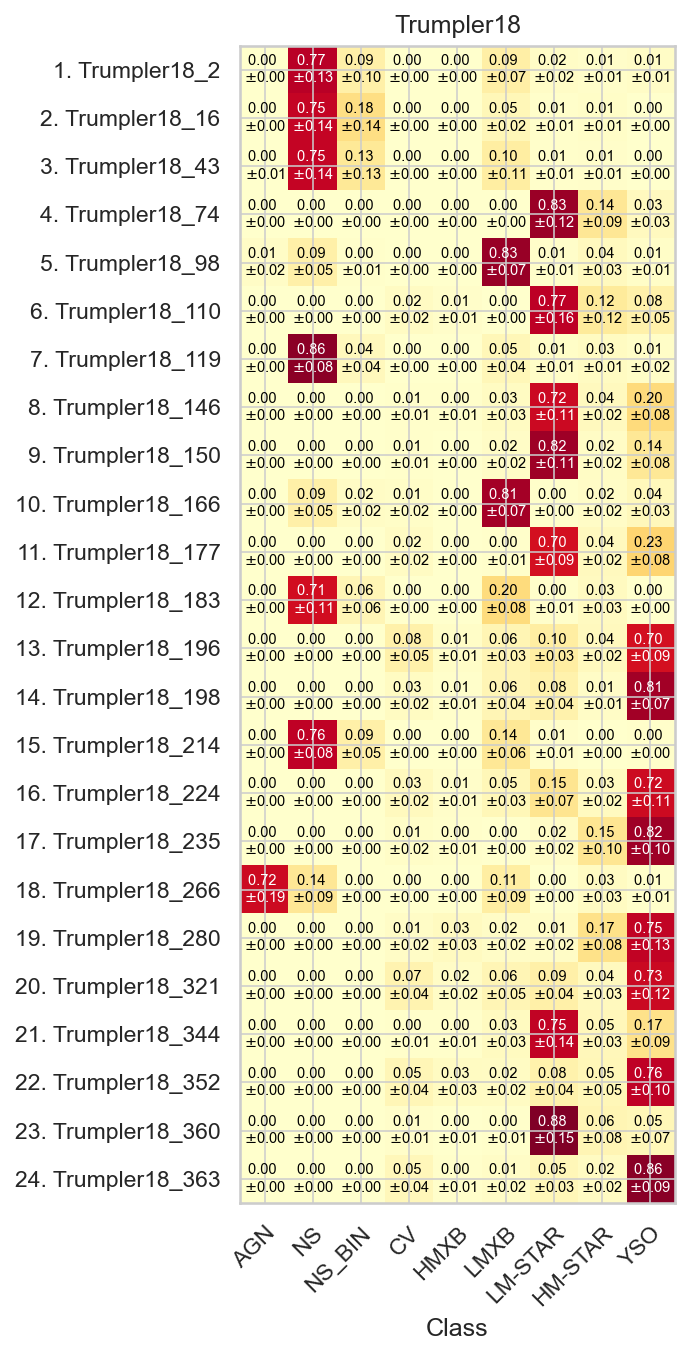 Trumpler18
1. Trumpler18_2 0.00 0.77 0.09 0.00 0.00 0.09 0.02 0.01 0.01
±0.00 ±0.13 ±0.10 ±0.00 ±0.00 ±0.07 ±0.02 ±0.01 ±0.01
2. Trumpler18_16 0.00 0.75 0.18 0.00 0.00 0.05 0.01 0.01 0.00
±0.00 ±0.14 ±0.14 ±0.00 ±0.00 ±0.02 ±0.01 ±0.01 ±0.00
3. Trumpler18_43 0.00 0.75 0.13 0.00 0.00 0.10 0.01 0.01 0.00
±0.01 ±0.14 ±0.13 ±0.00 ±0.00 ±0.11 ±0.01 ±0.01 ±0.00
4. Trumpler18_74 0.00 0.00 0.00 0.00 0.00 0.00 0.83 0.14 0.03
±0.00 ±0.00 ±0.00 ±0.00 ±0.00 ±0.00 ±0.12 ±0.09 ±0.03
5. Trumpler18_98 0.01 0.09 0.00 0.00 0.00 0.83 0.01 0.04 0.01
±0.02 ±0.05 ±0.01 ±0.00 ±0.00 ±0.07 ±0.01 ±0.03 ±0.01
6. Trumpler18_110 0.00 0.00 0.00 0.02 0.01 0.00 0.77 0.12 0.08
±0.00 ±0.00 ±0.00 ±0.02 ±0.01 ±0.00 ±0.16 ±0.12 ±0.05
7. Trumpler18_119 0.00 0.86 0.04 0.00 0.00 0.05 0.01 0.03 0.01
±0.00 ±0.08 ±0.04 ±0.00 ±0.00 ±0.04 ±0.01 ±0.01 ±0.02
8. Trumpler18_146 0.00 0.00 0.00 0.01 0.00 0.03 0.72 0.04 0.20
±0.00 ±0.00 ±0.00 ±0.01 ±0.01 ±0.03 ±0.11 ±0.02 ±0.08
9. Trumpler18_150 0.00 0.00 0.00 0.01 0.00 0.02 0.82 0.02 0.14
±0.00 ±0.00 ±0.00 ±0.01 ±0.00 ±0.02 ±0.11 ±0.02 ±0.08
10. Trumpler18_166 0.00 0.09 0.02 0.01 0.00 0.81 0.00 0.02 0.04
±0.00 ±0.05 ±0.02 ±0.02 ±0.00 ±0.07 ±0.00 ±0.02 ±0.03
11. Trumpler18_177 0.00 0.00 0.00 0.02 0.00 0.00 0.70 0.04 0.23
±0.00 ±0.00 ±0.00 ±0.02 ±0.00 ±0.01 ±0.09 ±0.02 ±0.08
12. Trumpler18_183 0.00 0.71 0.06 0.00 0.00 0.20 0.00 0.03 0.00
±0.00 ±0.11 ±0.06 ±0.00 ±0.00 ±0.08 ±0.01 ±0.03 ±0.00
13. Trumpler18_196 0.00 0.00 0.00 0.08 0.01 0.06 0.10 0.04 0.70
±0.00 ±0.00 ±0.00 ±0.05 ±0.01 ±0.03 ±0.03 ±0.02 ±0.09
14. Trumpler18_198 0.00 0.00 0.00 0.03 0.01 0.06 0.08 0.01 0.81
±0.00 ±0.00 ±0.00 ±0.02 ±0.01 ±0.04 ±0.04 ±0.01 ±0.07
15. Trumpler18_214 0.00 0.76 0.09 0.00 0.00 0.14 0.01 0.00 0.00
±0.00 ±0.08 ±0.05 ±0.00 ±0.00 ±0.06 ±0.01 ±0.00 ±0.00
16. Trumpler18_224 0.00 0.00 0.00 0.03 0.01 0.05 0.15 0.03 0.72
±0.00 ±0.00 ±0.00 ±0.02 ±0.01 ±0.03 ±0.07 ±0.02 ±0.11
17. Trumpler18_235 0.00 0.00 0.00 0.01 0.00 0.00 0.02 0.15 0.82
±0.00 ±0.00 ±0.00 ±0.02 ±0.01 ±0.00 ±0.02 ±0.10 ±0.10
18. Trumpler18_266 0.72 0.14 0.00 0.00 0.00 0.11 0.00 0.03 0.01
±0.19 ±0.09 ±0.00 ±0.00 ±0.00 ±0.09 ±0.00 ±0.03 ±0.01
19. Trumpler18_280 0.00 0.00 0.00 0.01 0.03 0.02 0.01 0.17 0.75
±0.00 ±0.00 ±0.00 ±0.02 ±0.03 ±0.02 ±0.02 ±0.08 ±0.13
20. Trumpler18_321 0.00 0.00 0.00 0.07 0.02 0.06 0.09 0.04 0.73
±0.00 ±0.00 ±0.00 ±0.04 ±0.02 ±0.05 ±0.04 ±0.03 ±0.12
21. Trumpler18_344 0.00 0.00 0.00 0.00 0.00 0.03 0.75 0.05 0.17
±0.00 ±0.00 ±0.00 ±0.01 ±0.01 ±0.03 ±0.14 ±0.03 ±0.09
22. Trumpler18_352 0.00 0.00 0.00 0.05 0.03 0.02 0.08 0.05 0.76
±0.00 ±0.00 ±0.00 ±0.04 ±0.03 ±0.02 ±0.04 ±0.05 ±0.10
23. Trumpler18_360 0.00 0.00 0.00 0.01 0.00 0.00 0.88 0.06 0.05
±0.00 ±0.00 ±0.00 ±0.01 ±0.01 ±0.01 ±0.15 ±0.08 ±0.07
24. Trumpler18_363 0.00 0.00 0.00 0.05 0.00 0.01 0.05 0.02 0.86
±0.00 ±0.00 ±0.00 ±0.04 ±0.01 ±0.02 ±0.03 ±0.02 ±0.09
AGN NS NS_BIN CV HMXB LMXB LM-STAR HM-STAR YSO
Class